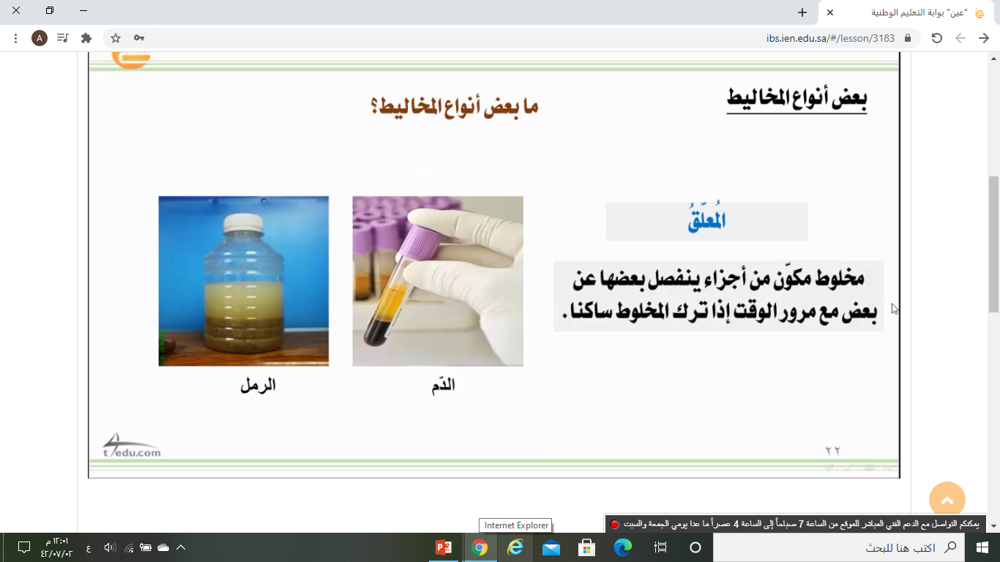 "عين" بوابة التعليم الوطنية
ibs.ien.edu.sa/#/lesson/3183
A
بعض أنواع المخاليط
ما بعض أنواع المخاليط؟
المُعلّقُ
مخلوط مكوّن من أجزاء ينفصل بعضها عن
بعض مع مرور الوقت إذا ترك المخلوط ساكنا.
الدّم
الرمل
٢٢
t4edu.com
Internet Explorer
يمكنكم التواصل مع الدعم الفني المباشر للموقع من الساعة 7 صباحاً إلى الساعة 4 عصراً ما عدا يومي الجمعة والسبت
اكتب هنا للبحث
ع
١٢:٠١ م
٤٢/٠٧/٠٢